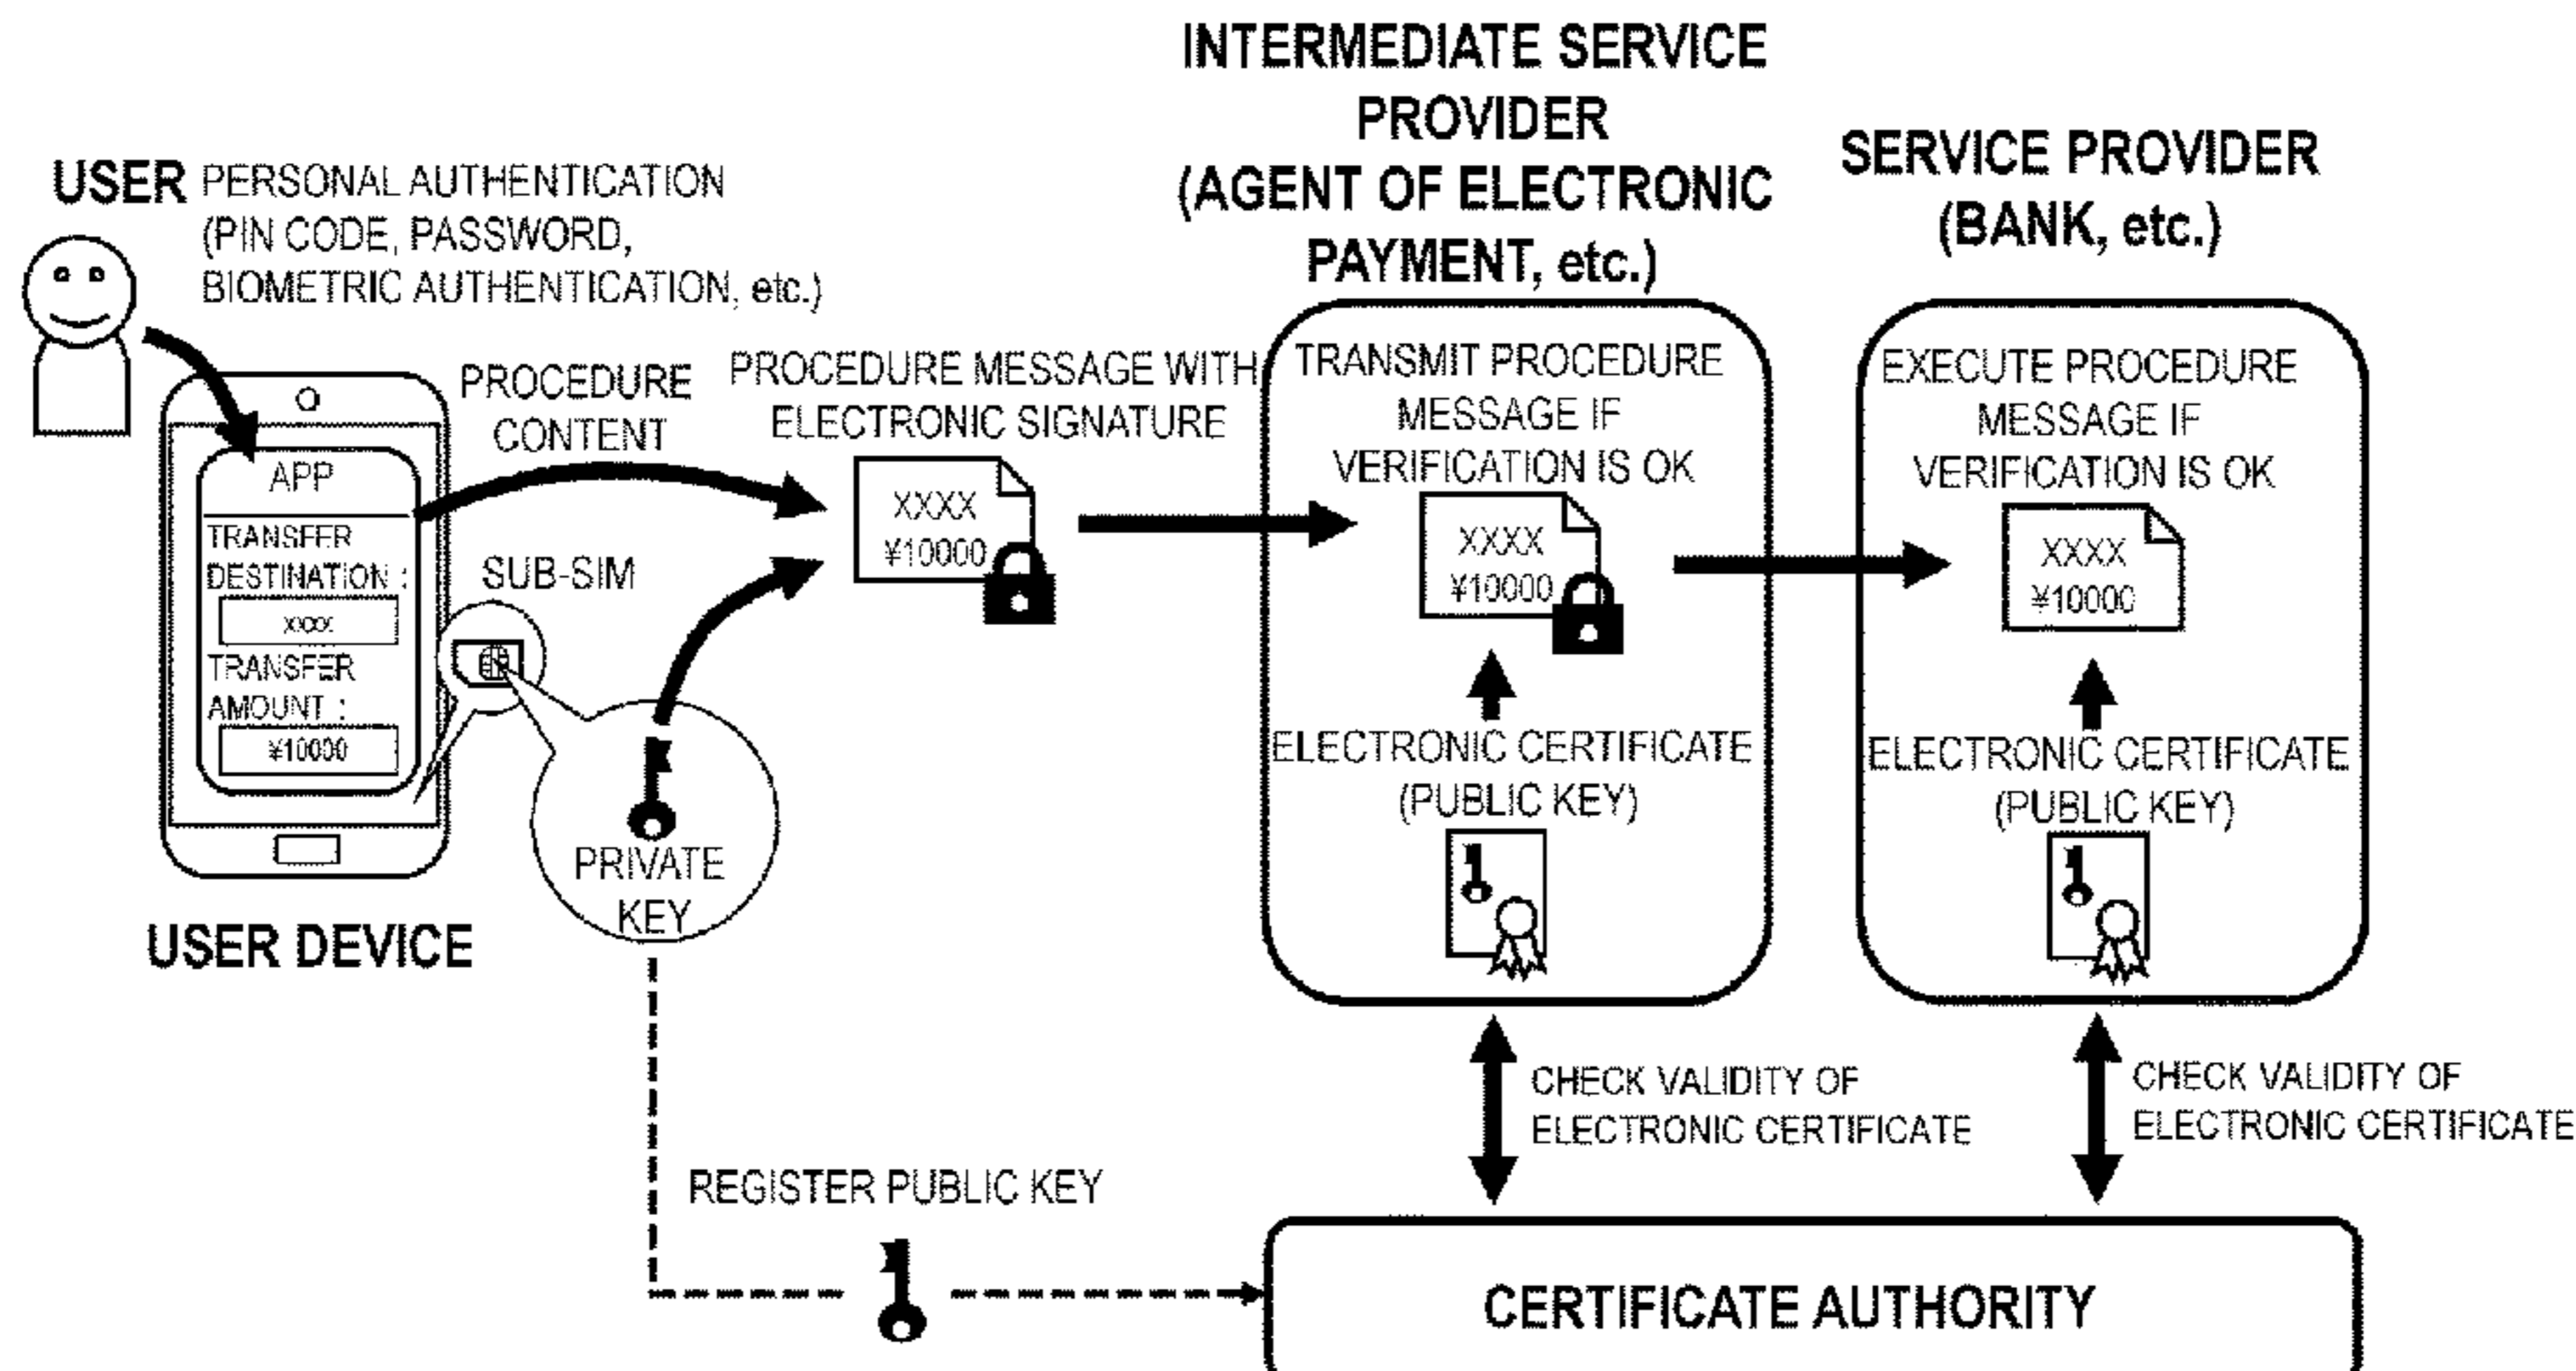 INTERMEDIATE SERVICE
PROVIDER
(AGENT OF ELECTRONIC
PAYMENT, etc.)
SERVICE PROVIDER
(BANK, etc.)
USER
PERSONAL AUTHENTICATION
(PIN CODE, PASSWORD,
BIOMETRIC AUTHENTICATION, etc.)
APP
TRANSFER
DESTINATION :
xxxx
TRANSFER
AMOUNT :
¥10000
USER DEVICE
PROCEDURE
CONTENT
SUB-SIM
PRIVATE
KEY
PROCEDURE MESSAGE WITH
ELECTRONIC SIGNATURE
XXXX
¥10000
TRANSMIT PROCEDURE
MESSAGE IF
VERIFICATION IS OK
XXXX
¥10000
ELECTRONIC CERTIFICATE
(PUBLIC KEY)
EXECUTE PROCEDURE
MESSAGE IF
VERIFICATION IS OK
XXXX
¥10000
ELECTRONIC CERTIFICATE
(PUBLIC KEY)
CHECK VALIDITY OF
ELECTRONIC CERTIFICATE
CHECK VALIDITY OF
ELECTRONIC CERTIFICATE
REGISTER PUBLIC KEY
CERTIFICATE AUTHORITY